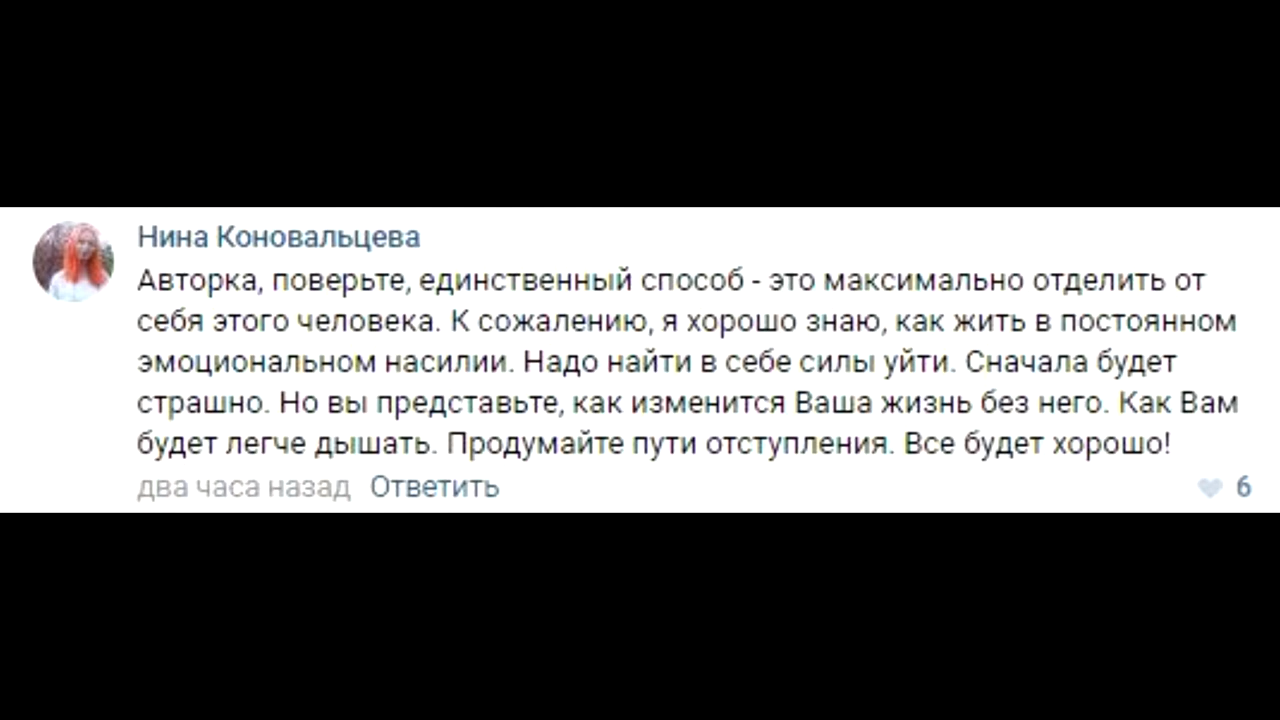 Нина Коновальцева
Авторка, поверьте, единственный способ - это максимально отделить от
себя этого человека. К сожалению, я хорошо знаю, как жить в постоянном
эмоциональном насилии. Надо найти в себе силы уйти. Сначала будет
страшно. Но вы представьте, как изменится Ваша жизнь без него. Как Вам
будет легче дышать. Продумайте пути отступления. Все будет хорошо!
два часа назад Ответить 6